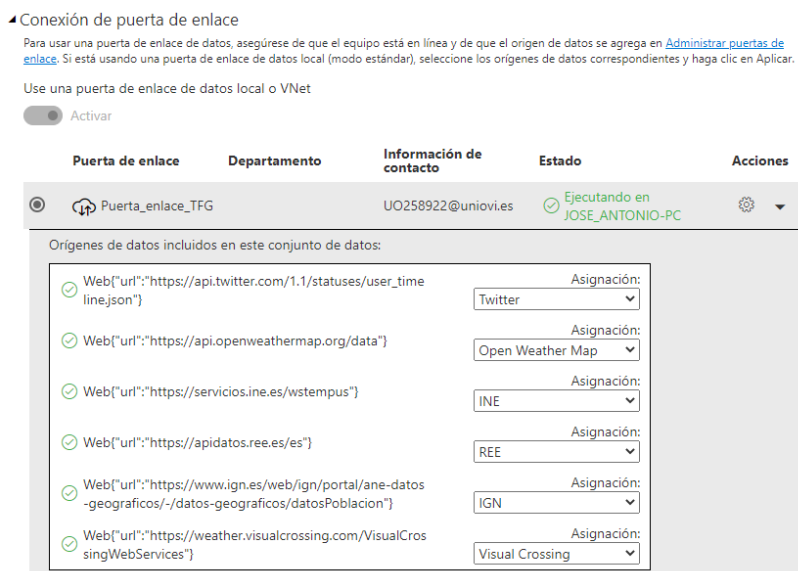 Conexión de puerta de enlace
Para usar una puerta de enlace de datos, asegúrese de que el equipo está en línea y de que el origen de datos se agrega en Administrar puertas de
enlace. Si está usando una puerta de enlace de datos local (modo estándar), seleccione los orígenes de datos correspondientes y haga clic en Aplicar.
Use una puerta de enlace de datos local o VNet
Activar
Puerta de enlace Departamento Información de contacto Estado Acciones
Puerta_enlace_TFG UO258922@uniovi.es Ejecutando en
JOSE_ANTONIO-PC
Orígenes de datos incluidos en este conjunto de datos:
Web{"url":"https://api.twitter.com/1.1/statuses/user_time
line.json"}
Asignación:
Twitter
Web{"url":"https://api.openweathermap.org/data"}
Asignación:
Open Weather Map
Web{"url":"https://servicios.ine.es/wstempus"}
Asignación:
INE
Web{"url":"https://apidatos.ree.es/es"}
Asignación:
REE
Web{"url":"https://www.ign.es/web/ign/portal/ane-datos
-geograficos/-/datos-geograficos/datosPoblacion"}
Asignación:
IGN
Web{"url":"https://weather.visualcrossing.com/VisualCros
singWebServices"}
Asignación:
Visual Crossing